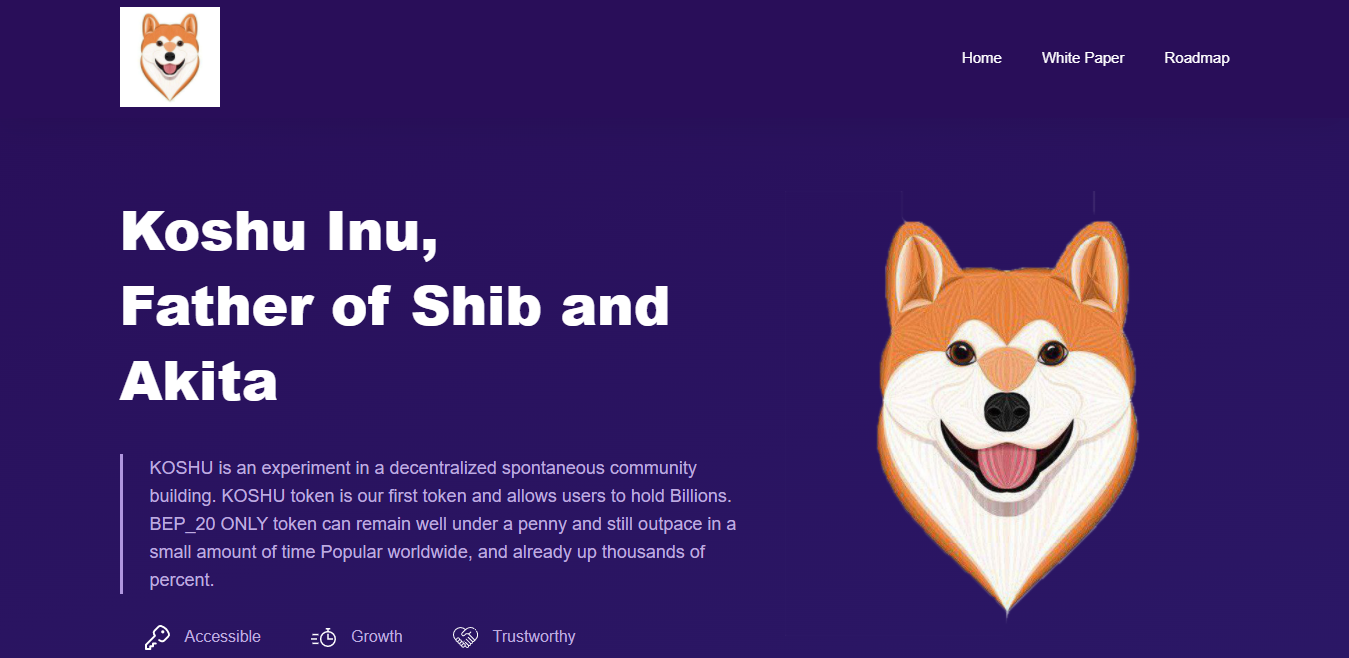 Home White Paper Roadmap
Koshu Inu,
Father of Shib and
Akita
KOSHU is an experiment in a decentralized spontaneous community
building. KOSHU token is our first token and allows users to hold Billions.
BEP_20 ONLY token can remain well under a penny and still outpace in a
small amount of time Popular worldwide, and already up thousands of
percent.
Accessible Growth Trustworthy